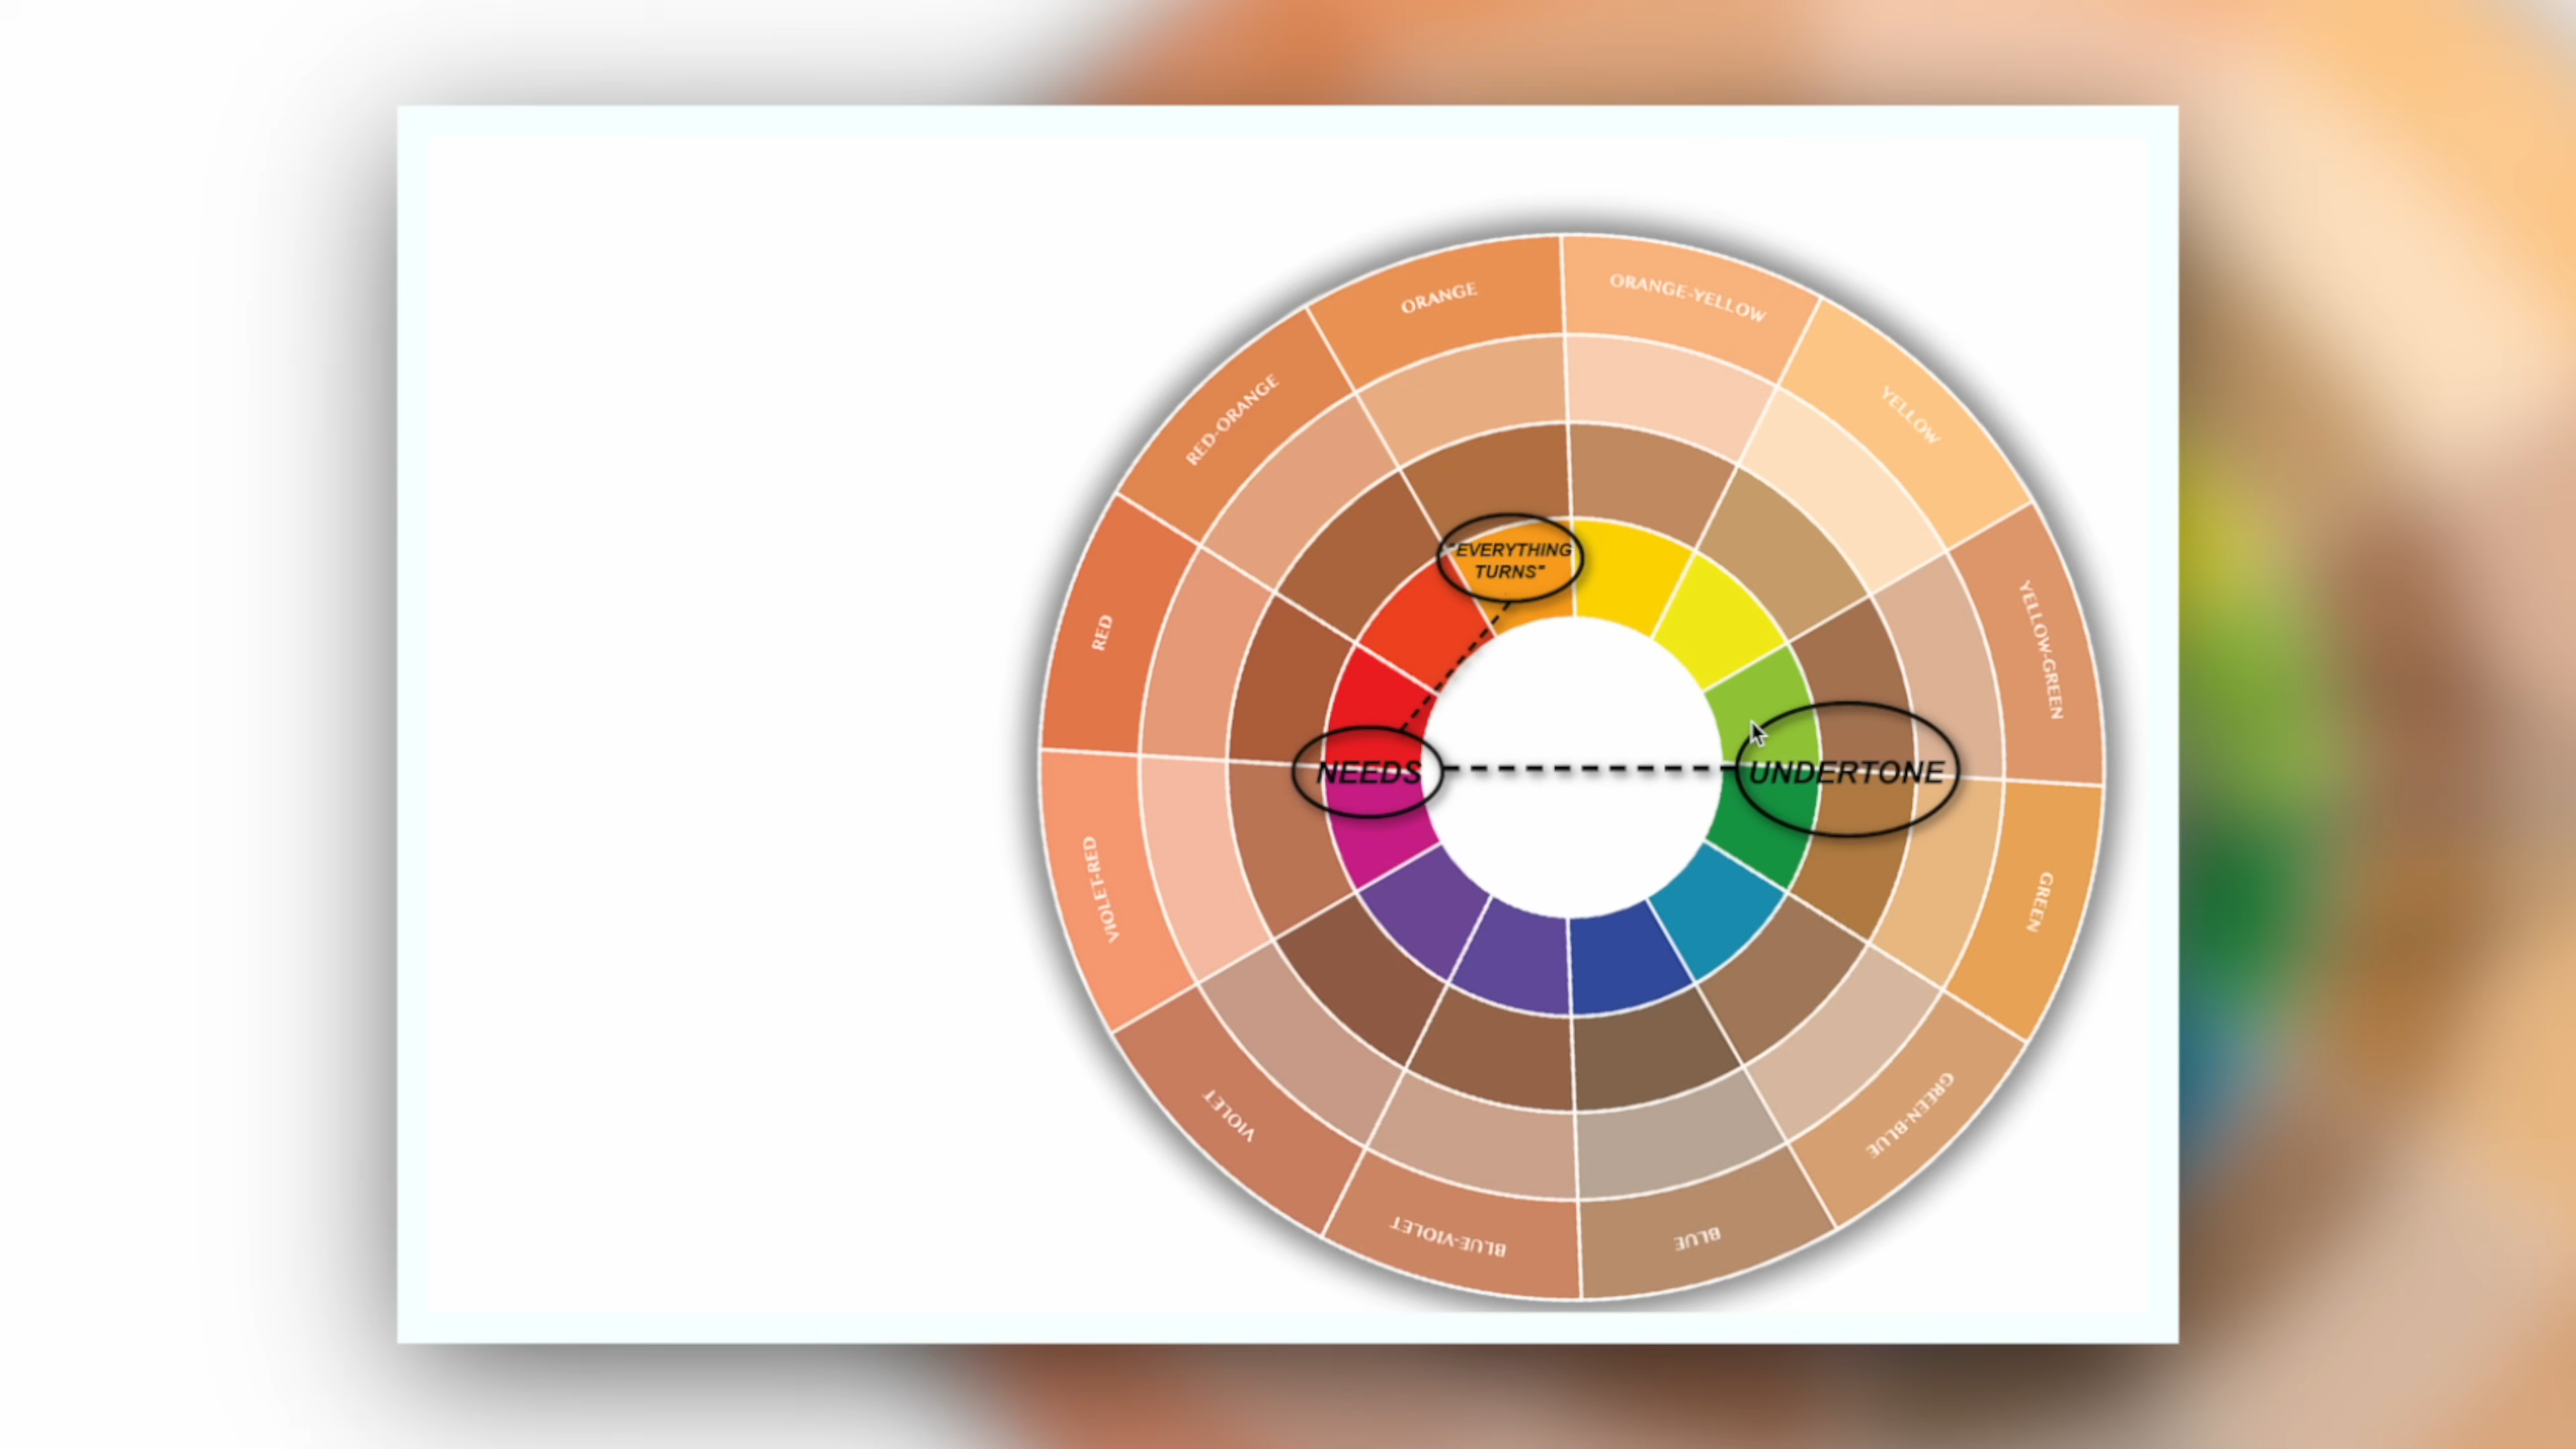 ORANGE
ORANGE-YELLOW
YELLOW
YELLOW-GREEN
GREEN
GREEN-BLUE
BLUE
BLUE-VIOLET
VIOLET
VIOLET-RED
RED
RED-ORANGE
"EVERYTHING
TURNS"
NEEDS
UNDERTONE